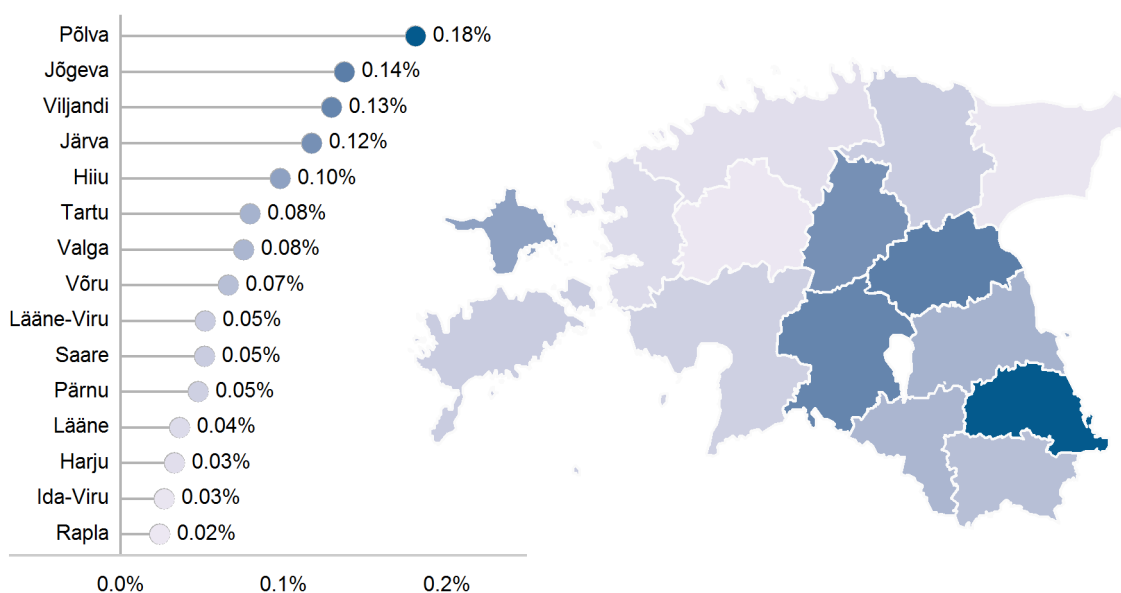 Põlva 0.18%
Jõgeva 0.14%
Viljandi 0.13%
Järva 0.12%
Hiiu 0.10%
Tartu 0.08%
Valga 0.08%
Võru 0.07%
Lääne-Viru 0.05%
Saare 0.05%
Pärnu 0.05%
Lääne 0.04%
Harju 0.03%
Ida-Viru 0.03%
Rapla 0.02%
0.0% 0.1% 0.2%